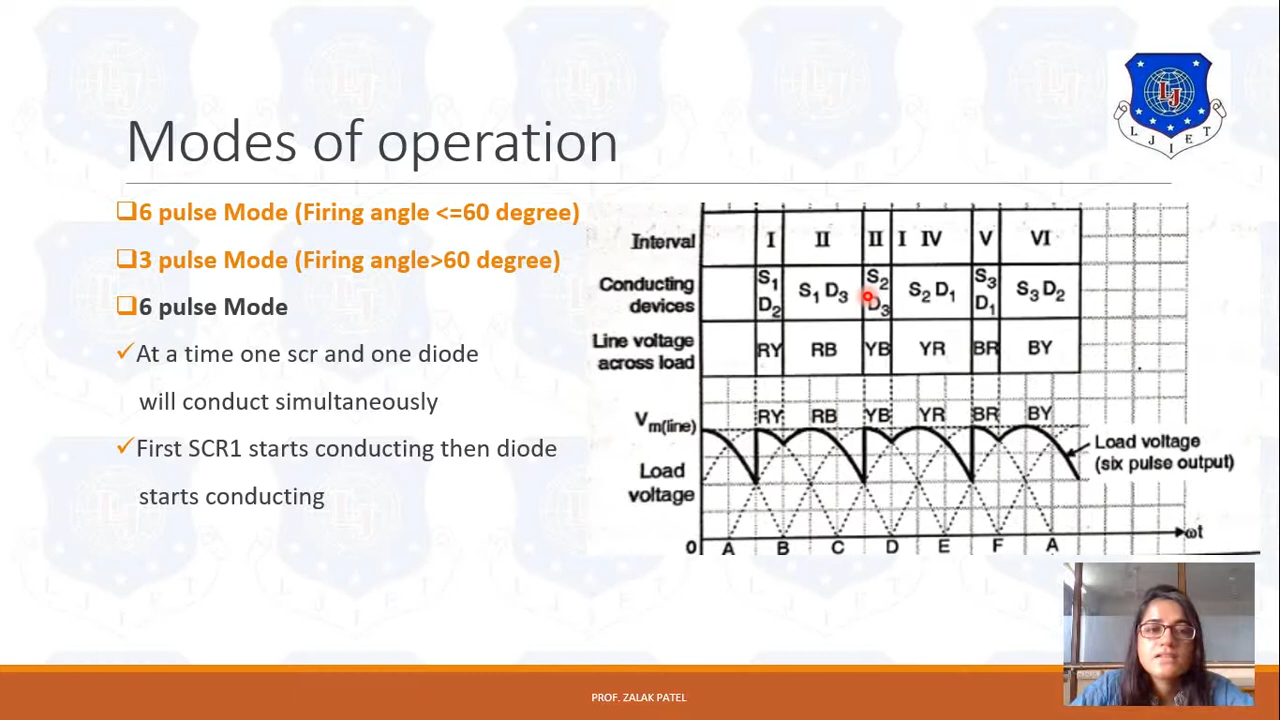 Modes of operation
LJIET
6 pulse Mode (Firing angle <=60 degree)
3 pulse Mode (Firing angle>60 degree)
6 pulse Mode
At a time one scr and one diode
will conduct simultaneously
First SCR1 starts conducting then diode
starts conducting
Interval I II II I IV V VI
Conducting devices S1 D2 S1 D3 S2 D3 S2 D1 S3 D1 S3 D2
Line voltage across load RY RB YB YR BR BY
Vm(line) RY RB YB YR BR BY
Load voltage
Load voltage
(six pulse output)
0 A B C D E F A ωt
PROF. ZALAK PATEL